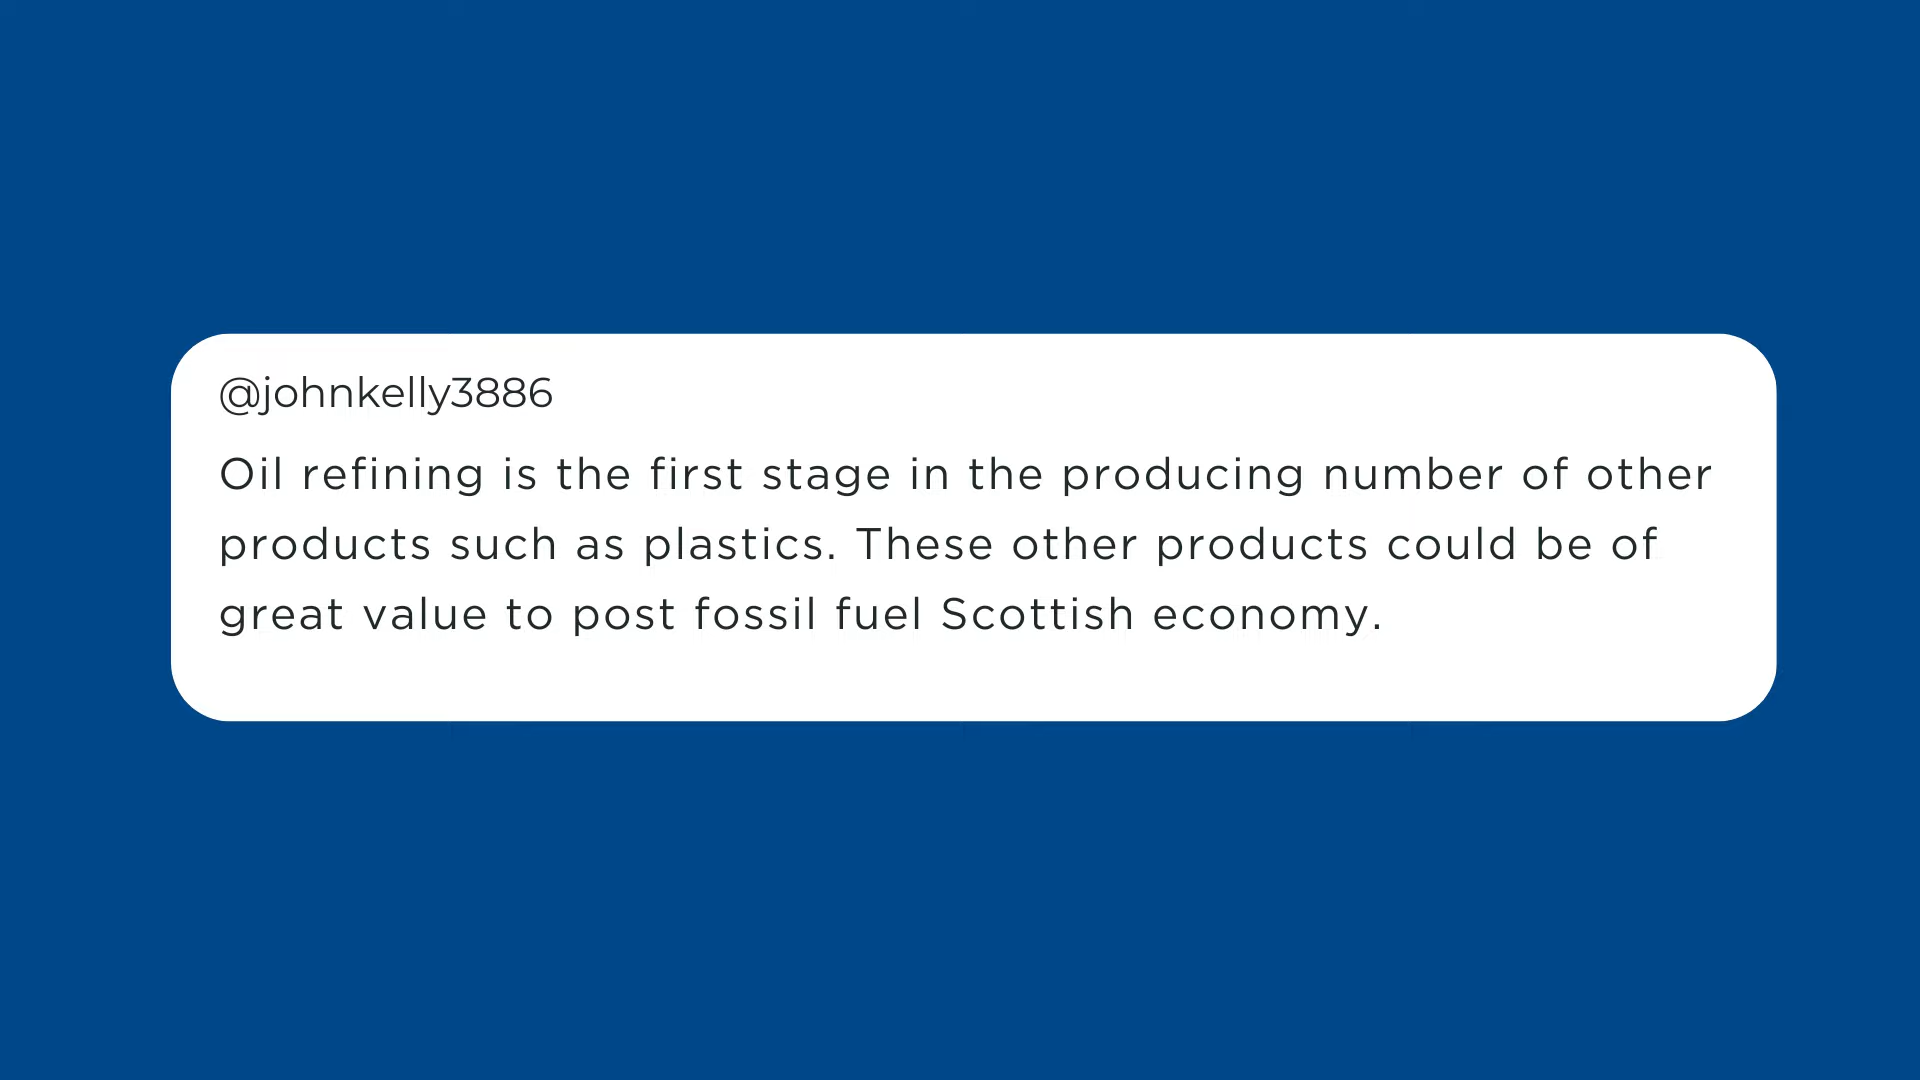 @johnkelly3886
Oil refining is the first stage in the producing number of other
products such as plastics. These other products could be of
great value to post fossil fuel Scottish economy.